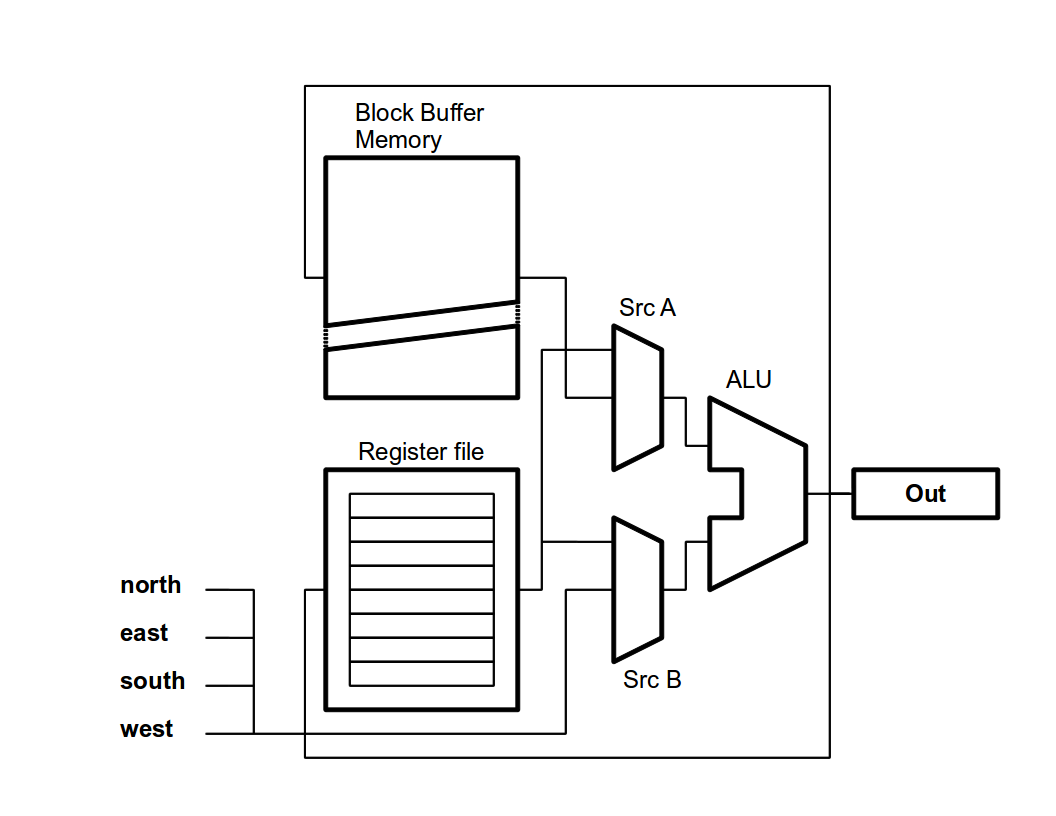 Block Buffer
Memory
Src A
ALU
Register file
Out
north
east
south
west
Src B